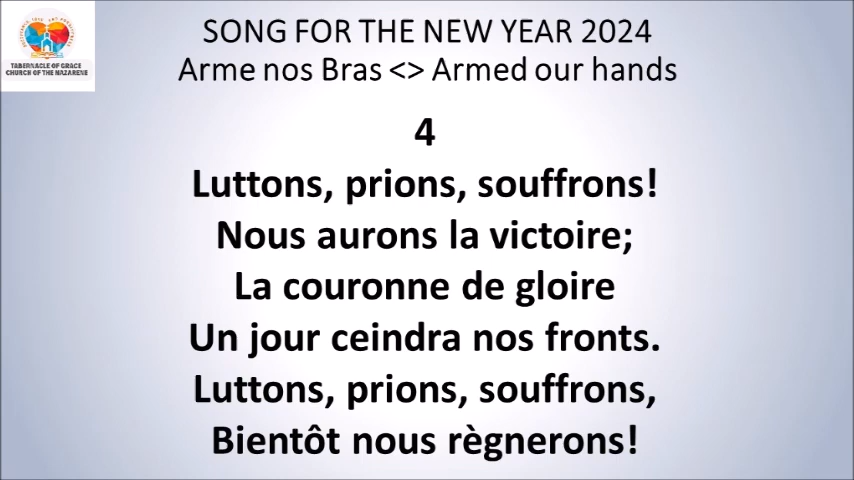 SONG FOR THE NEW YEAR 2024
Arme nos Bras <> Armed our hands
TABERNACLE OF GRACE
CHURCH OF THE NAZARENE
4
Luttons, prions, souffrons!
Nous aurons la victoire;
La couronne de gloire
Un jour ceindra nos fronts.
Luttons, prions, souffrons,
Bientôt nous règnerons!